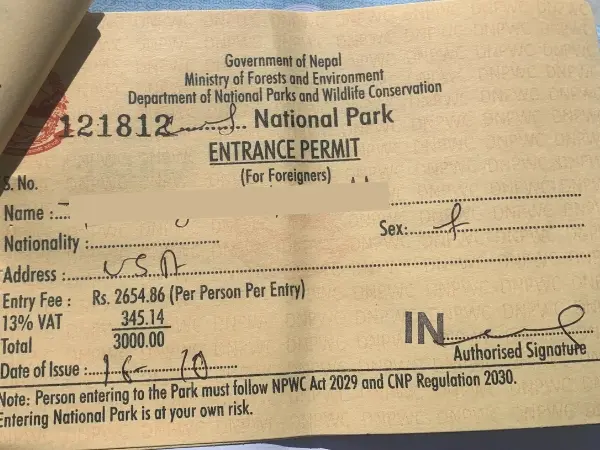 Government of Nepal
Ministry of Forests and Environment
Department of National Parks and Wildlife Conservation
121812 ............ National Park
ENTRANCE PERMIT
(For Foreigners)
S. No.
Name :....
Nationality :............ Sex:....f....
Address :....USA....
Entry Fee : Rs. 2654.86 (Per Person Per Entry)
13% VAT 345.14
Total 3000.00
IN............
Authorised Signature
Date of Issue :....16-10....
Note: Person entering to the Park must follow NPWC Act 2029 and CNP Regulation 2030.
Entering National Park is at your own risk.